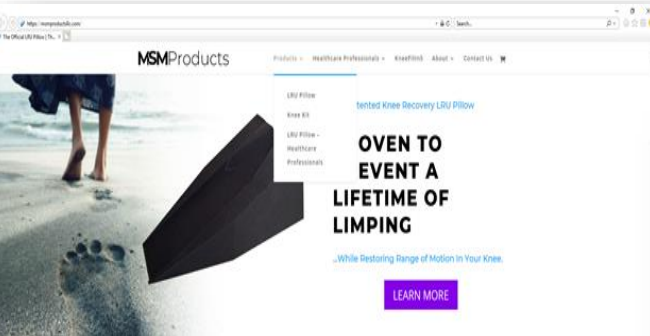 https://msmproductsllc.com/
Search...
The Official LRU Pillow | Th...
MSMProducts
Products
Healthcare Professionals
KneeFitInS
About
Contact Us
LRU Pillow
Knee Kit
LRU Pillow –
Healthcare
Professionals
tented Knee Recovery LRU Pillow
OVEN TO
EVENT A
LIFETIME OF
LIMPING
...While Restoring Range of Motion In Your Knee.
LEARN MORE